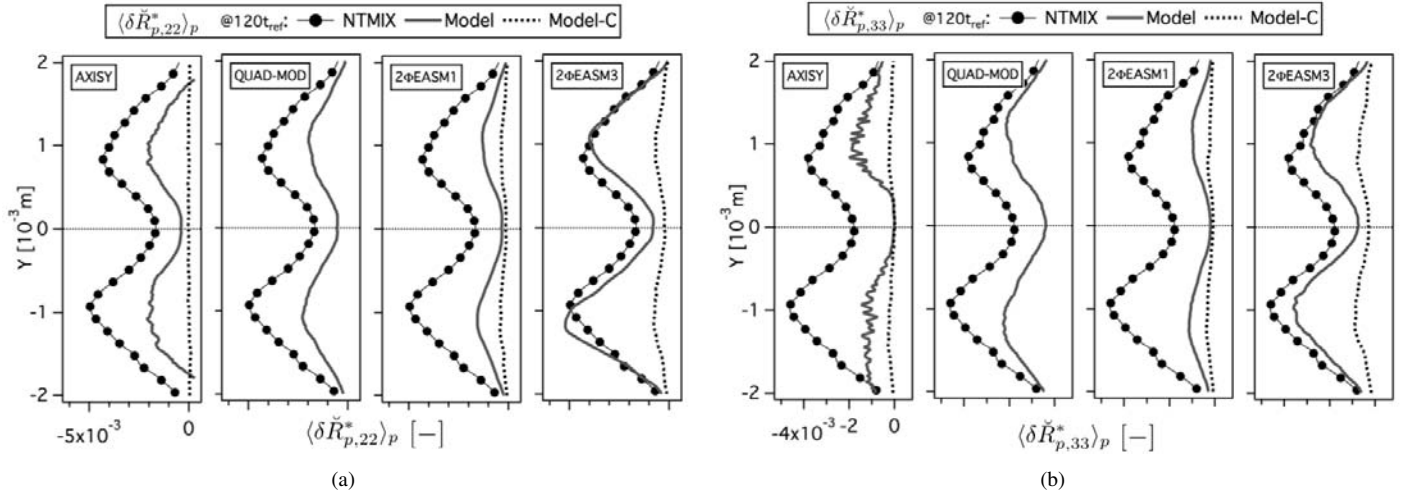 ⟨δR̆*p,22⟩p @120tref: NTMIX Model Model-C
AXISY QUAD-MOD 2ΦEASM1 2ΦEASM3
2
1
0
-1
-2
Y [10⁻³m]
-5x10⁻³ 0
⟨δR̆*p,22⟩p [−]
(a)
⟨δR̆*p,33⟩p @120tref: NTMIX Model Model-C
AXISY QUAD-MOD 2ΦEASM1 2ΦEASM3
2
1
0
-1
-2
Y [10⁻³m]
-4x10⁻³ -2 0
⟨δR̆*p,33⟩p [−]
(b)